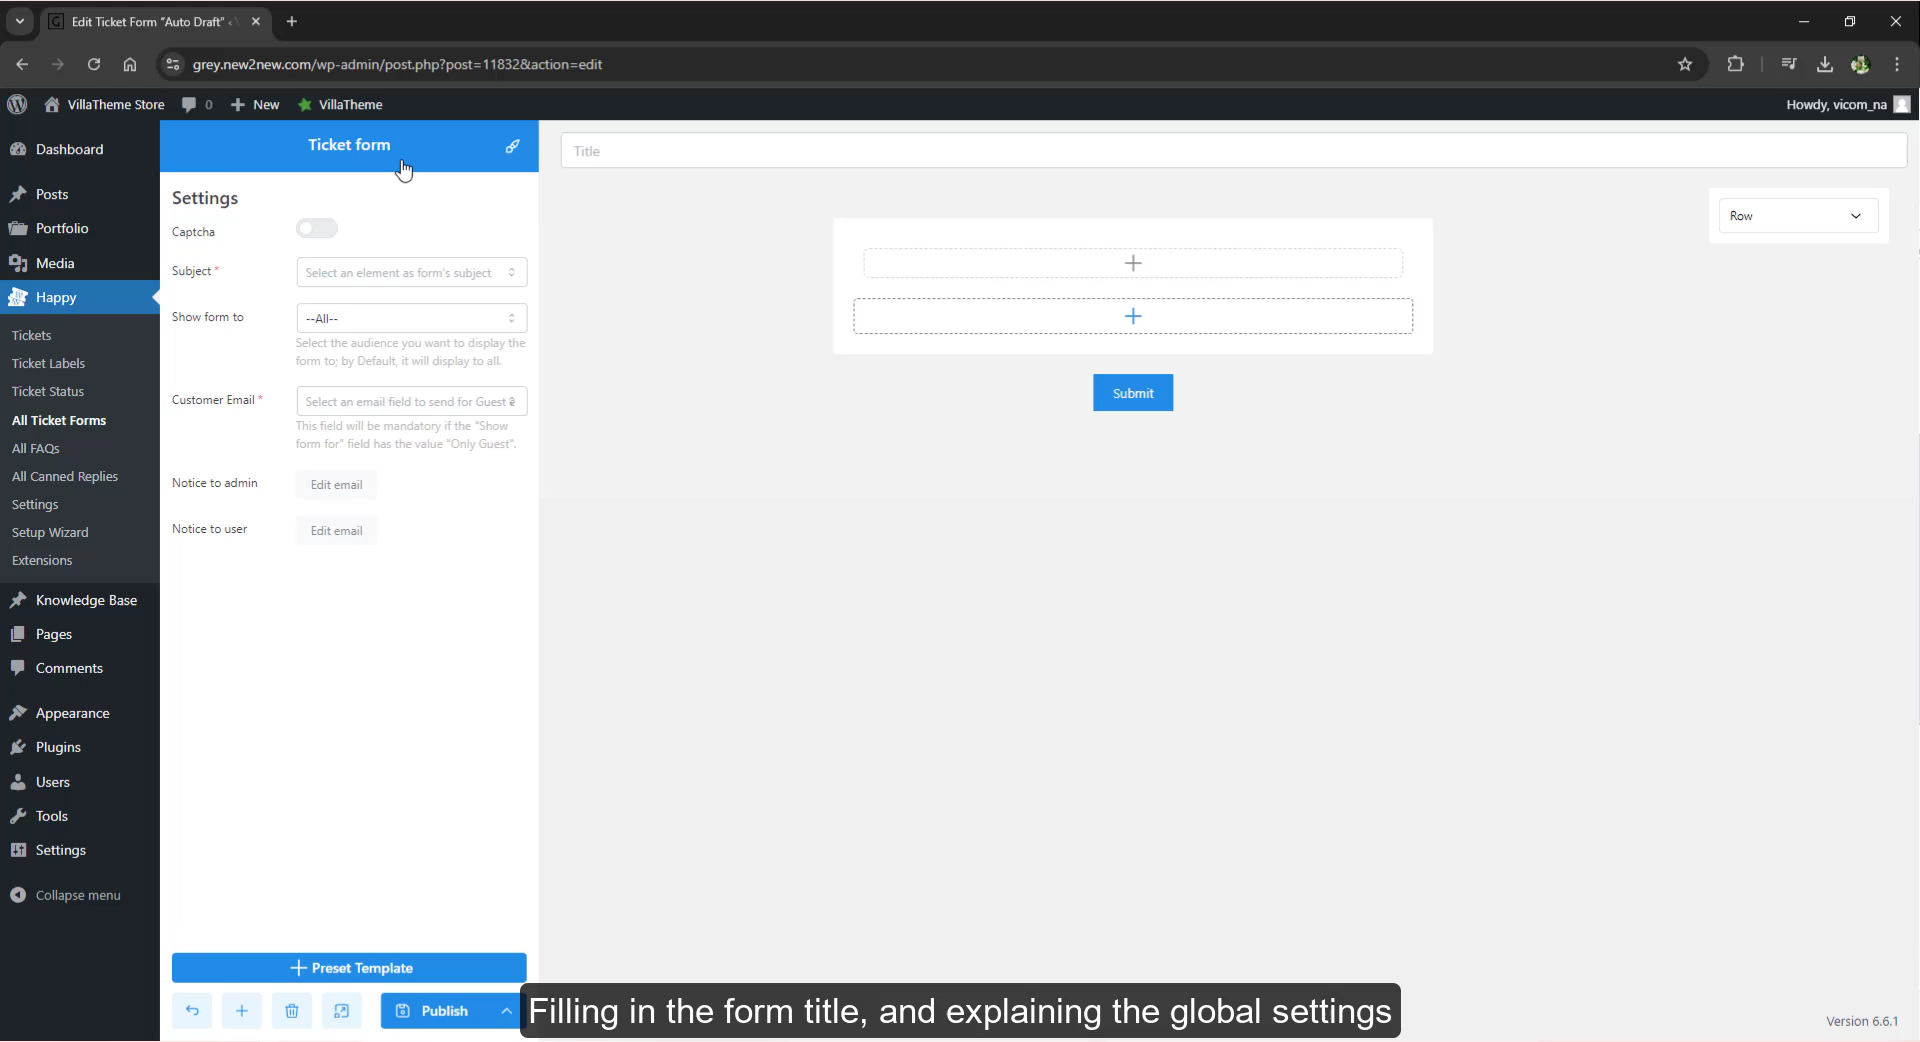 Edit Ticket Form "Auto Draft" ‹
grey.new2new.com/wp-admin/post.php?post=11832&action=edit
VillaTheme Store
0
New
VillaTheme
Howdy, vicom_na
Dashboard
Posts
Portfolio
Media
Happy
Tickets
Ticket Labels
Ticket Status
All Ticket Forms
All FAQs
All Canned Replies
Settings
Setup Wizard
Extensions
Knowledge Base
Pages
Comments
Appearance
Plugins
Users
Tools
Settings
Collapse menu
Ticket form
Settings
Captcha
Subject *
Select an element as form's subject
Show form to
--All--
Select the audience you want to display the
form to; by Default, it will display to all.
Customer Email *
Select an email field to send for Guest
This field will be mandatory if the "Show
form for" field has the value "Only Guest".
Notice to admin
Edit email
Notice to user
Edit email
Preset Template
Publish
Title
Row
Submit
Filling in the form title, and explaining the global settings
Version 6.6.1